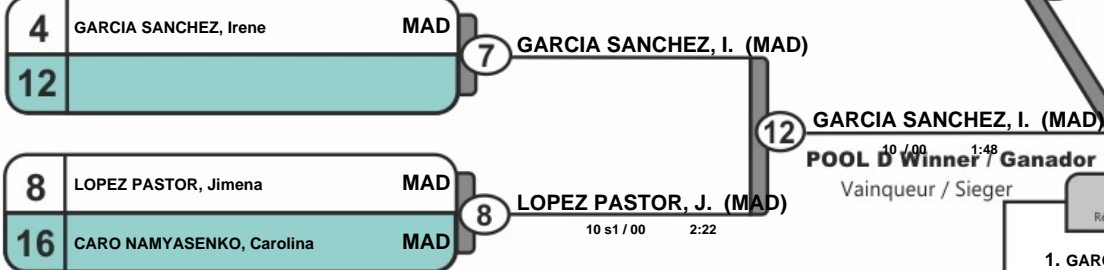 4 GARCIA SANCHEZ, Irene MAD
12
7
GARCIA SANCHEZ, I. (MAD)
8 LOPEZ PASTOR, Jimena MAD
16 CARO NAMYASENKO, Carolina MAD
8
LOPEZ PASTOR, J. (MAD)
10 s1 / 00 2:22
12
GARCIA SANCHEZ, I. (MAD)
10 / 00 1:48
POOL D Winner / Ganador
Vainqueur / Sieger
1.